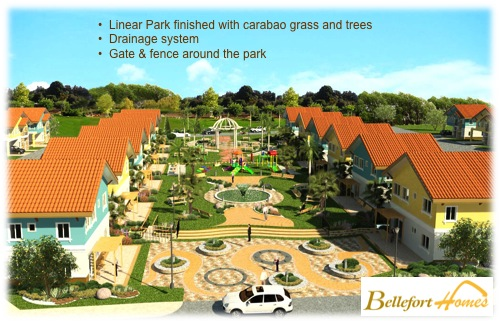 • Linear Park finished with carabao grass and trees
• Drainage system
• Gate & fence around the park
Bellefort Homes